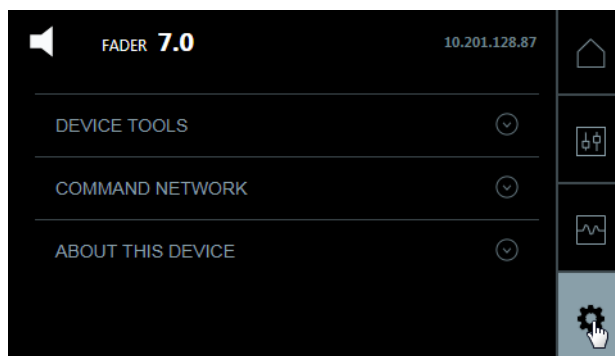 FADER 7.0
10.201.128.87
DEVICE TOOLS
COMMAND NETWORK
ABOUT THIS DEVICE